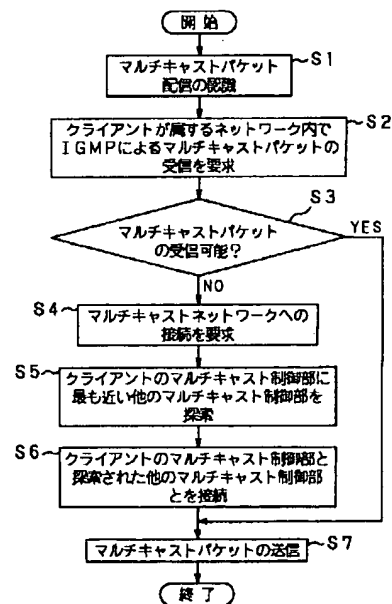 開始
S1
マルチキャストパケット
配信の認識
S2
クライアントが属するネットワーク内で
IGMPによるマルチキャストパケットの
受信を要求
S3
マルチキャストパケット
の受信可能?
YES
NO
S4
マルチキャストネットワークへの
接続を要求
S5
クライアントのマルチキャスト制御部に
最も近い他のマルチキャスト制御部を
探索
S6
クライアントのマルチキャスト制御部と
探索された他のマルチキャスト制御部
とを接続
マルチキャストパケットの送信
S7
終了